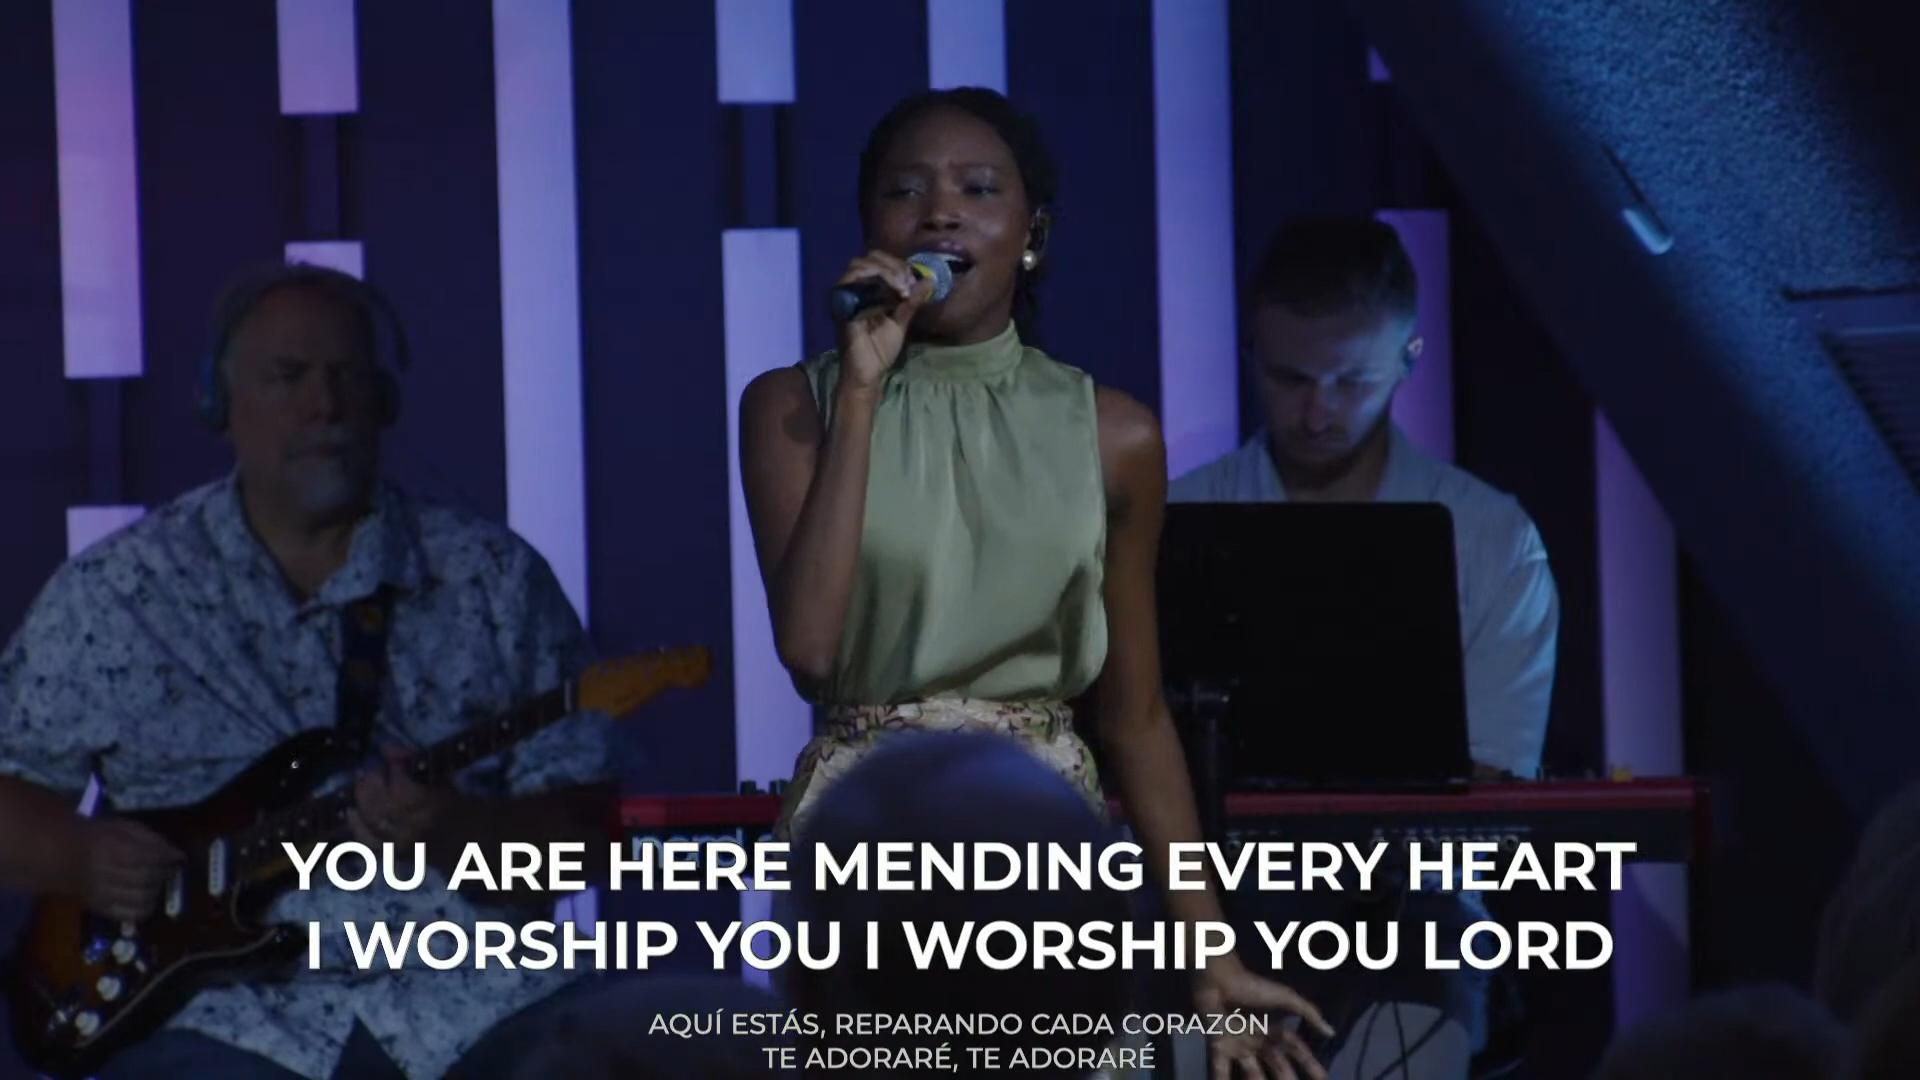 YOU ARE HERE MENDING EVERY HEART
I WORSHIP YOU I WORSHIP YOU LORD
AQUÍ ESTÁS, REPARANDO CADA CORAZÓN
TE ADORARÉ, TE ADORARÉ